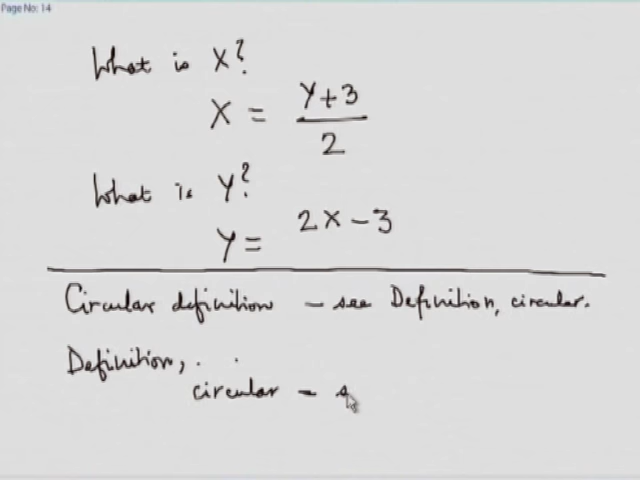 Page No: 14
What is X?
X = Y+3
2
What is Y?
Y = 2X-3
Circular definition - see Definition, circular.
Definition, . .
circular - s